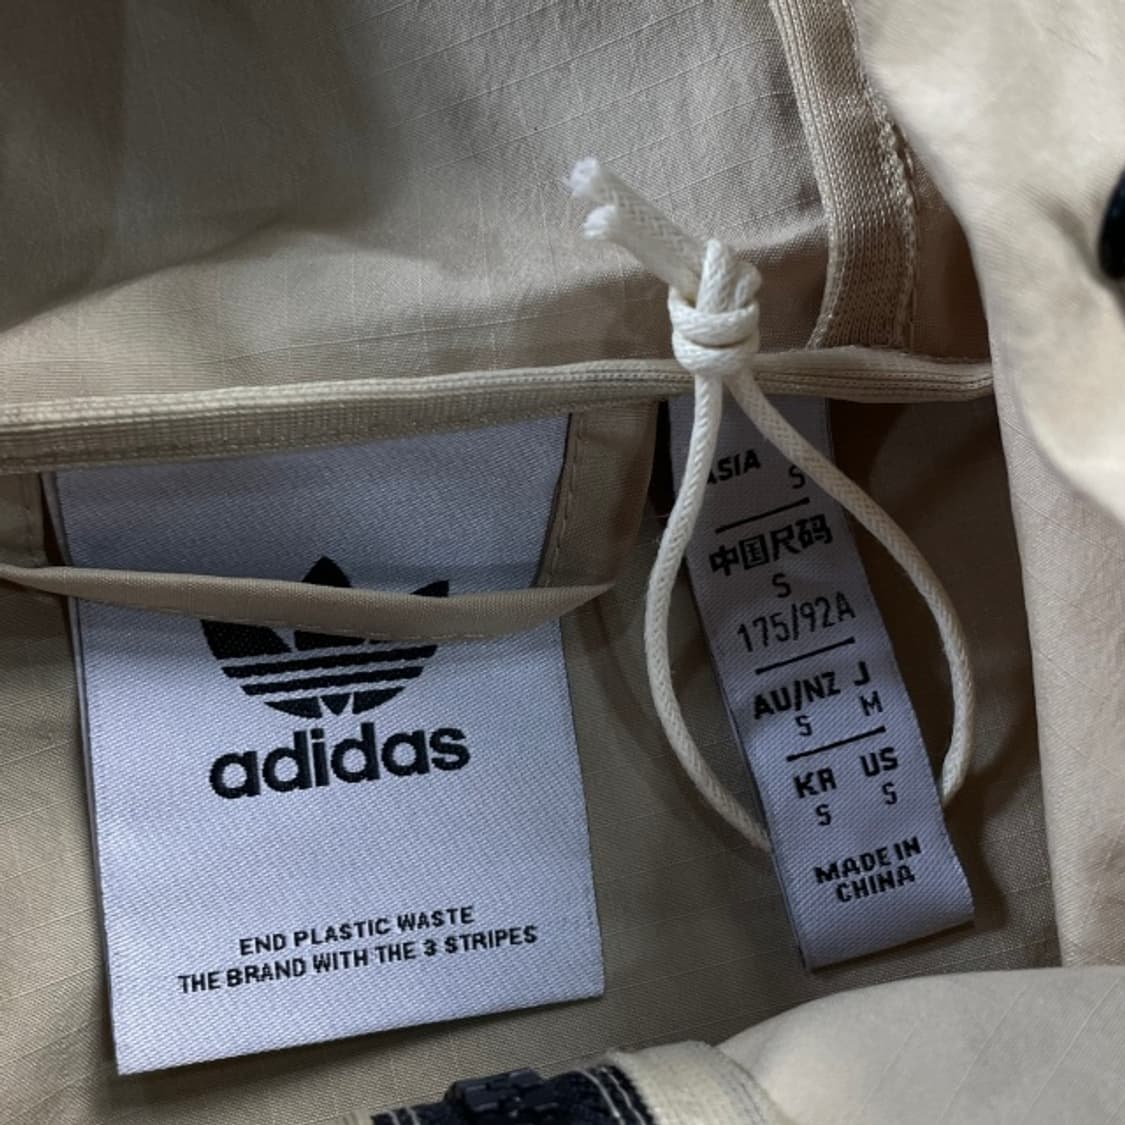 adidas
END PLASTIC WASTE
THE BRAND WITH THE 3 STRIPES
ASIA
S
中国尺码
S
175/92A
AU/NZ J
S M
KR US
S S
MADE IN
CHINA